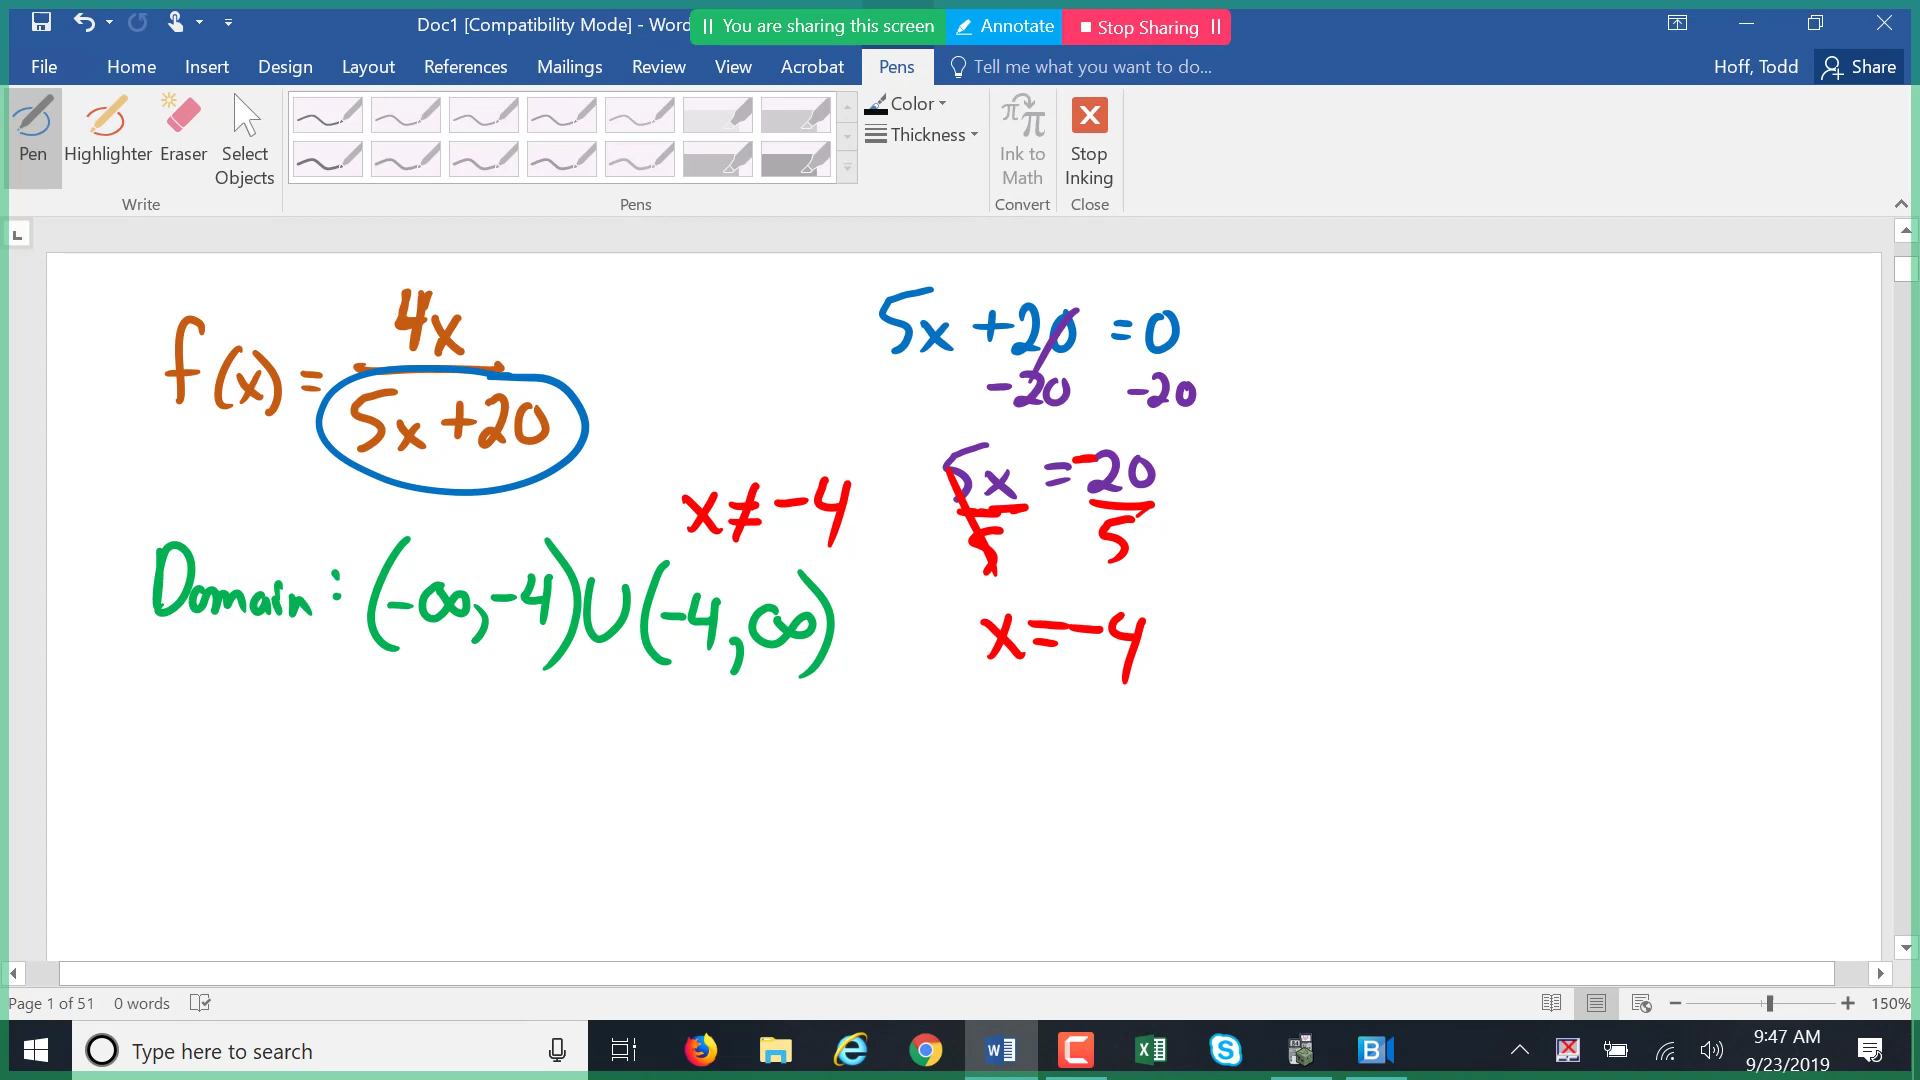 Doc1 [Compatibility Mode] - Word
You are sharing this screen
Annotate
Stop Sharing
File Home Insert Design Layout References Mailings Review View Acrobat Pens Tell me what you want to do... Hoff, Todd Share
Pen Highlighter Eraser Select Objects
Color
Thickness
Ink to Math
Stop Inking
Write Pens Convert Close
f(x) = 4x / 5x + 20
5x + 20 = 0
-20 -20
5x = -20
5 5
x ≠ -4
x = -4
Domain: (-∞, -4) ∪ (-4, ∞)
Page 1 of 51 0 words 150%
Type here to search
9:47 AM
9/23/2019